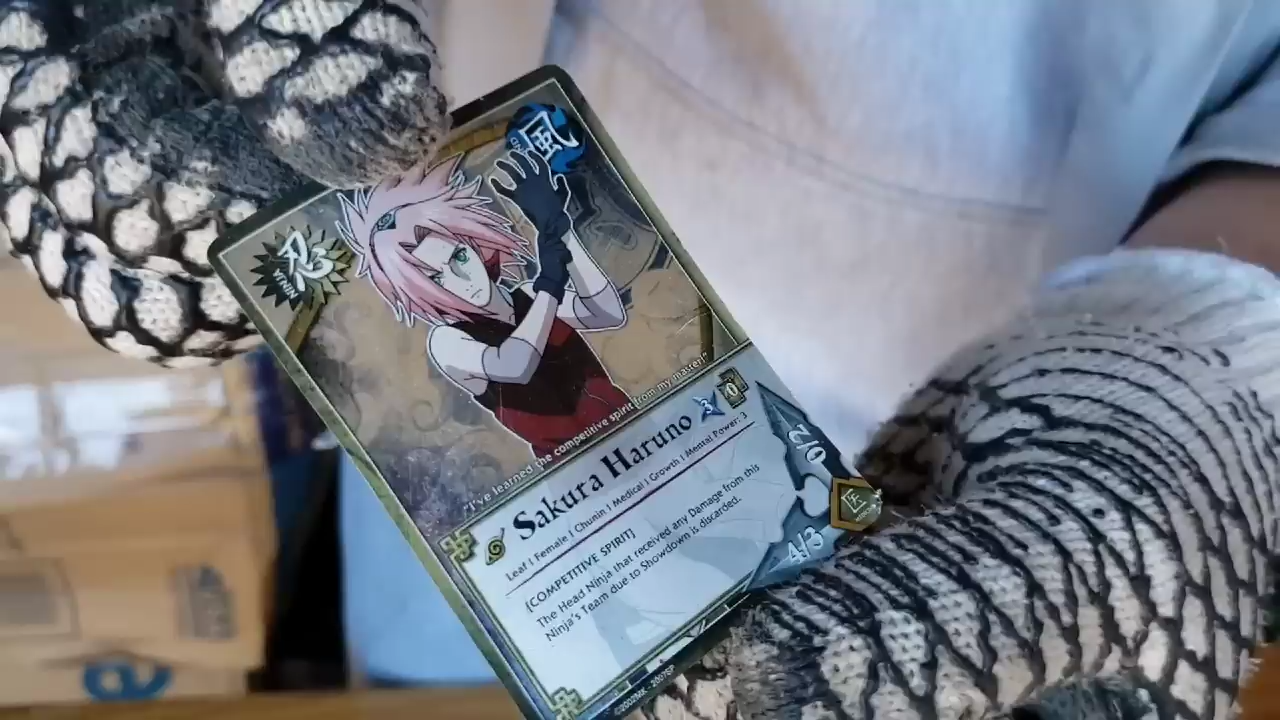 風
忍
NINJA
"I've learned the competitive spirit from my master!"
Sakura Haruno 3 0
Leaf | Female | Chunin | Medical | Growth | Mental Power: 3
[COMPETITIVE SPIRIT]
The Head Ninja that received any Damage from this
Ninja's Team due to Showdown is discarded.
2/0
4/3